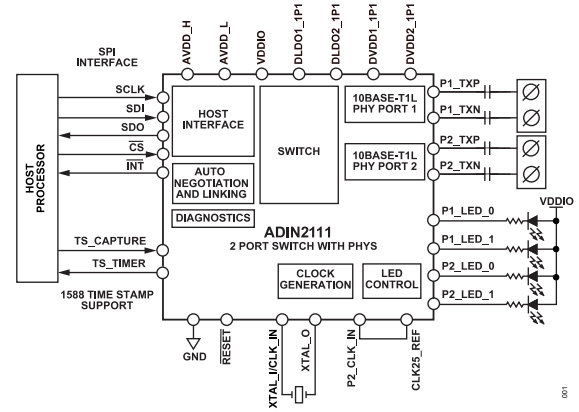 AVDD_H
AVDD_L
VDDIO
DLDO1_1P1
DLDO2_1P1
DVDD1_1P1
DVDD2_1P1
SPI
INTERFACE
HOST
PROCESSOR
SCLK
SDI
SDO
CS
INT
TS_CAPTURE
TS_TIMER
1588 TIME STAMP
SUPPORT
HOST
INTERFACE
AUTO
NEGOTIATION
AND LINKING
DIAGNOSTICS
SWITCH
10BASE-T1L
PHY PORT 1
10BASE-T1L
PHY PORT 2
ADIN2111
2 PORT SWITCH WITH PHYS
CLOCK
GENERATION
LED
CONTROL
P1_TXP
P1_TXN
P2_TXP
P2_TXN
VDDIO
P1_LED_0
P1_LED_1
P2_LED_0
P2_LED_1
GND
RESET
XTAL_I/CLK_IN
XTAL_O
P2_CLK_IN
CLK25_REF
001